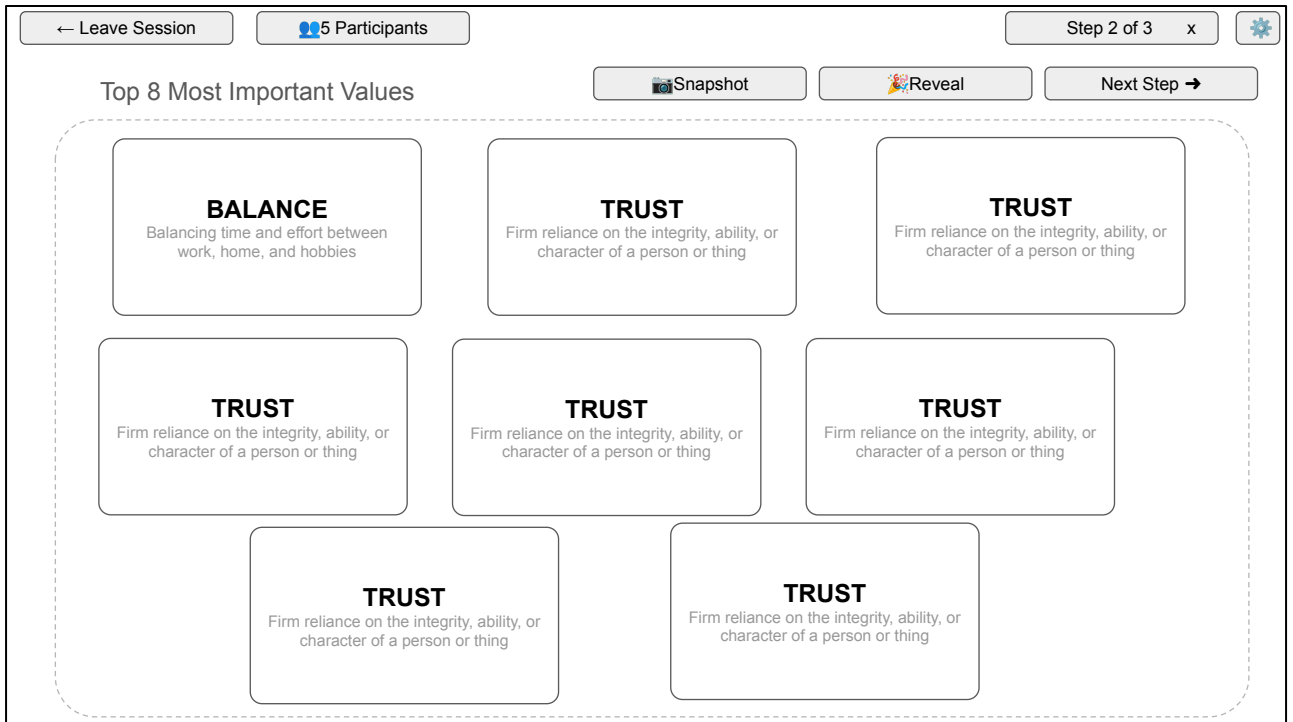 ← Leave Session
👥5 Participants
Step 2 of 3 x
⚙️
Top 8 Most Important Values
📷Snapshot
🎉Reveal
Next Step ➜
BALANCE
Balancing time and effort between
work, home, and hobbies
TRUST
Firm reliance on the integrity, ability, or
character of a person or thing
TRUST
Firm reliance on the integrity, ability, or
character of a person or thing
TRUST
Firm reliance on the integrity, ability, or
character of a person or thing
TRUST
Firm reliance on the integrity, ability, or
character of a person or thing
TRUST
Firm reliance on the integrity, ability, or
character of a person or thing
TRUST
Firm reliance on the integrity, ability, or
character of a person or thing
TRUST
Firm reliance on the integrity, ability, or
character of a person or thing